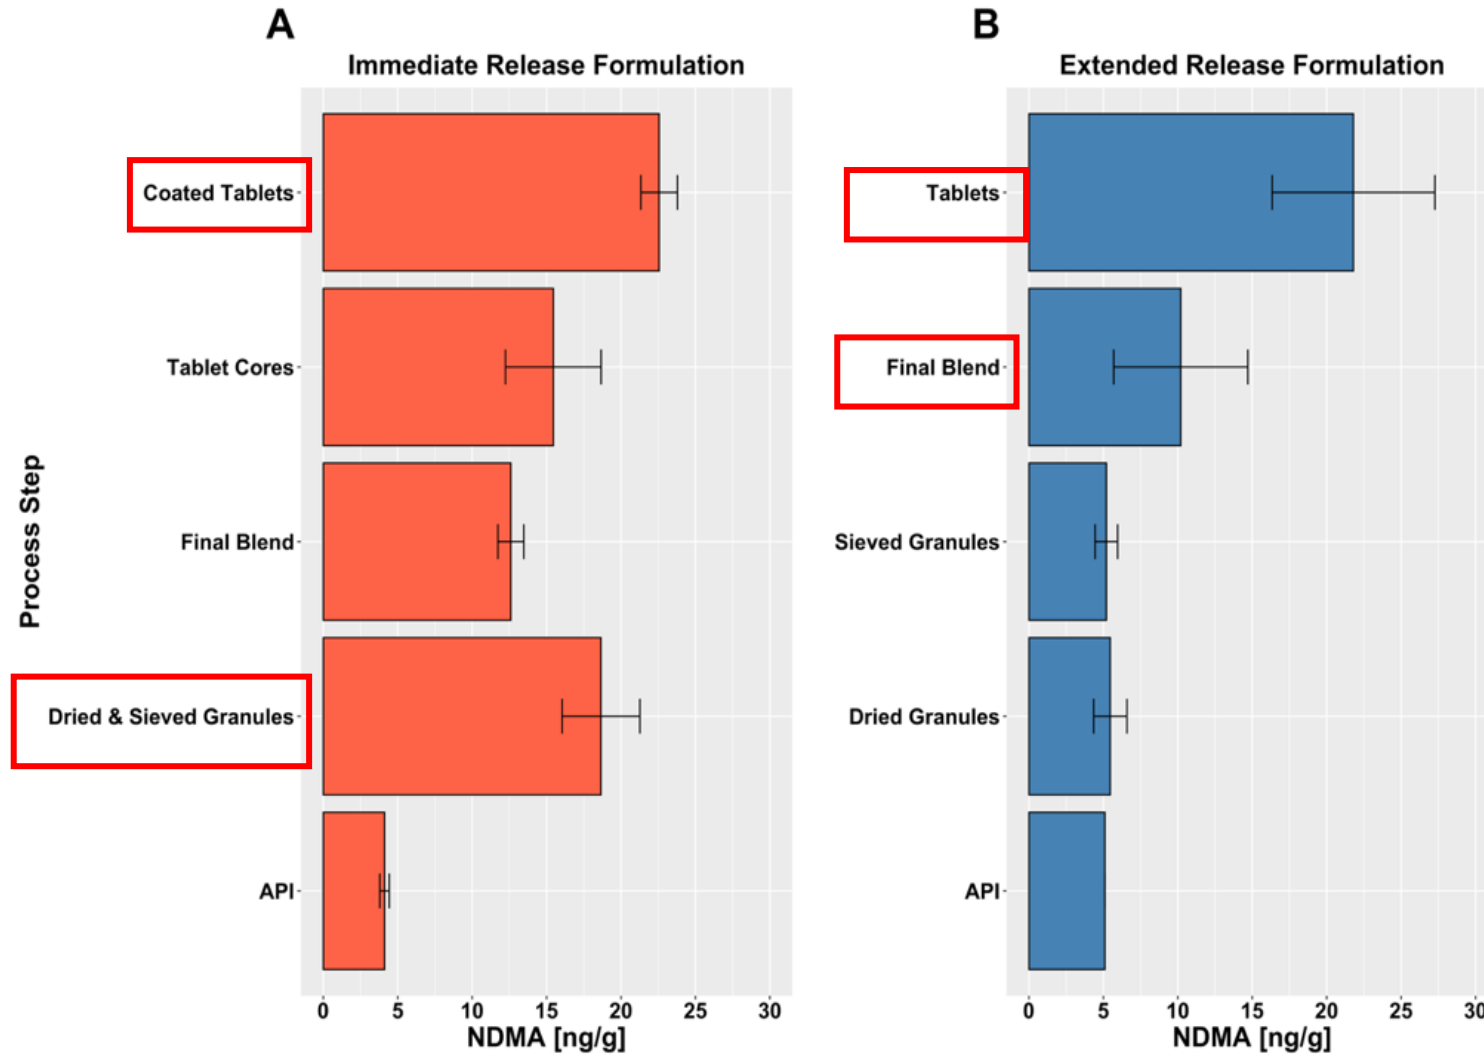 A
Immediate Release Formulation
Process Step
Coated Tablets
Tablet Cores
Final Blend
Dried & Sieved Granules
API
0 5 10 15 20 25 30
NDMA [ng/g]
B
Extended Release Formulation
Tablets
Final Blend
Sieved Granules
Dried Granules
API
0 5 10 15 20 25 30
NDMA [ng/g]